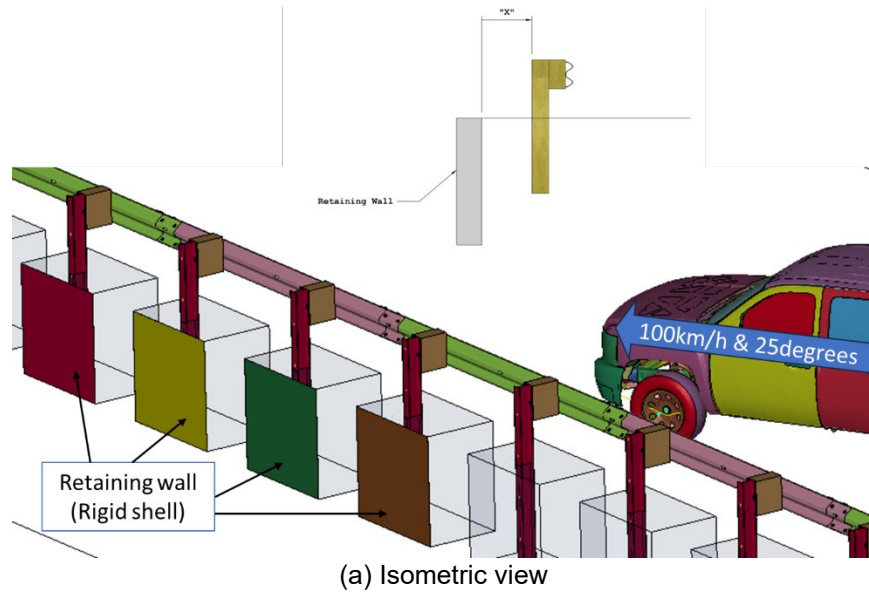 "X"
Retaining Wall
100km/h & 25degrees
Retaining wall
(Rigid shell)
(a) Isometric view